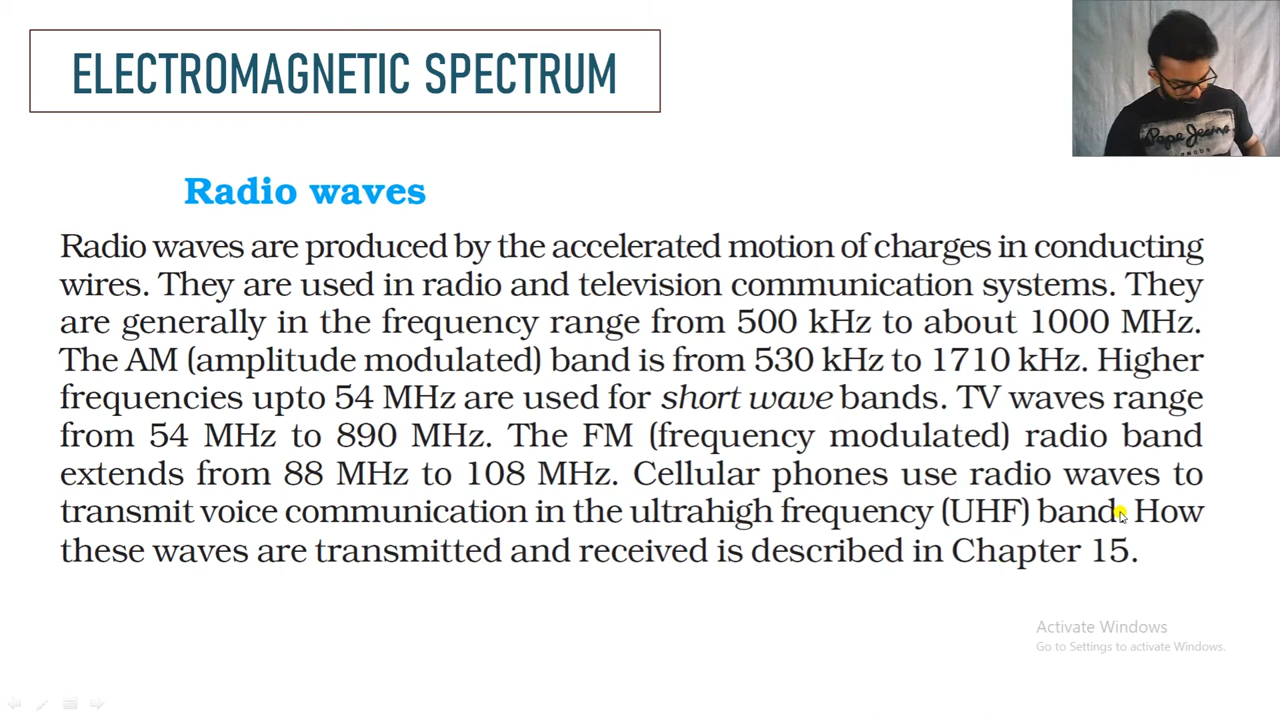 ELECTROMAGNETIC SPECTRUM
Pepe Jeans
LONDON
Radio waves
Radio waves are produced by the accelerated motion of charges in conducting
wires. They are used in radio and television communication systems. They
are generally in the frequency range from 500 kHz to about 1000 MHz.
The AM (amplitude modulated) band is from 530 kHz to 1710 kHz. Higher
frequencies upto 54 MHz are used for short wave bands. TV waves range
from 54 MHz to 890 MHz. The FM (frequency modulated) radio band
extends from 88 MHz to 108 MHz. Cellular phones use radio waves to
transmit voice communication in the ultrahigh frequency (UHF) band. How
these waves are transmitted and received is described in Chapter 15.
Activate Windows
Go to Settings to activate Windows.